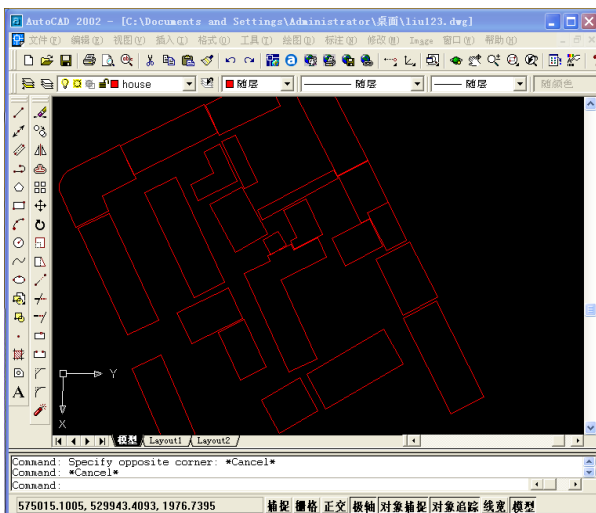 AutoCAD 2002 - [C:\Documents and Settings\Administrator\桌面\liu123.dwg]
文件(F) 编辑(E) 视图(V) 插入(I) 格式(O) 工具(T) 绘图(D) 标注(N) 修改(M) Image 窗口(W) 帮助(H)
house 随层 随层 随层 随颜色
Y
X
A
模型 Layout1 Layout2
Command: Specify opposite corner: *Cancel*
Command: *Cancel*
Command:
575015.1005, 529943.4093, 1976.7395 捕捉 栅格 正交 极轴 对象捕捉 对象追踪 线宽 模型